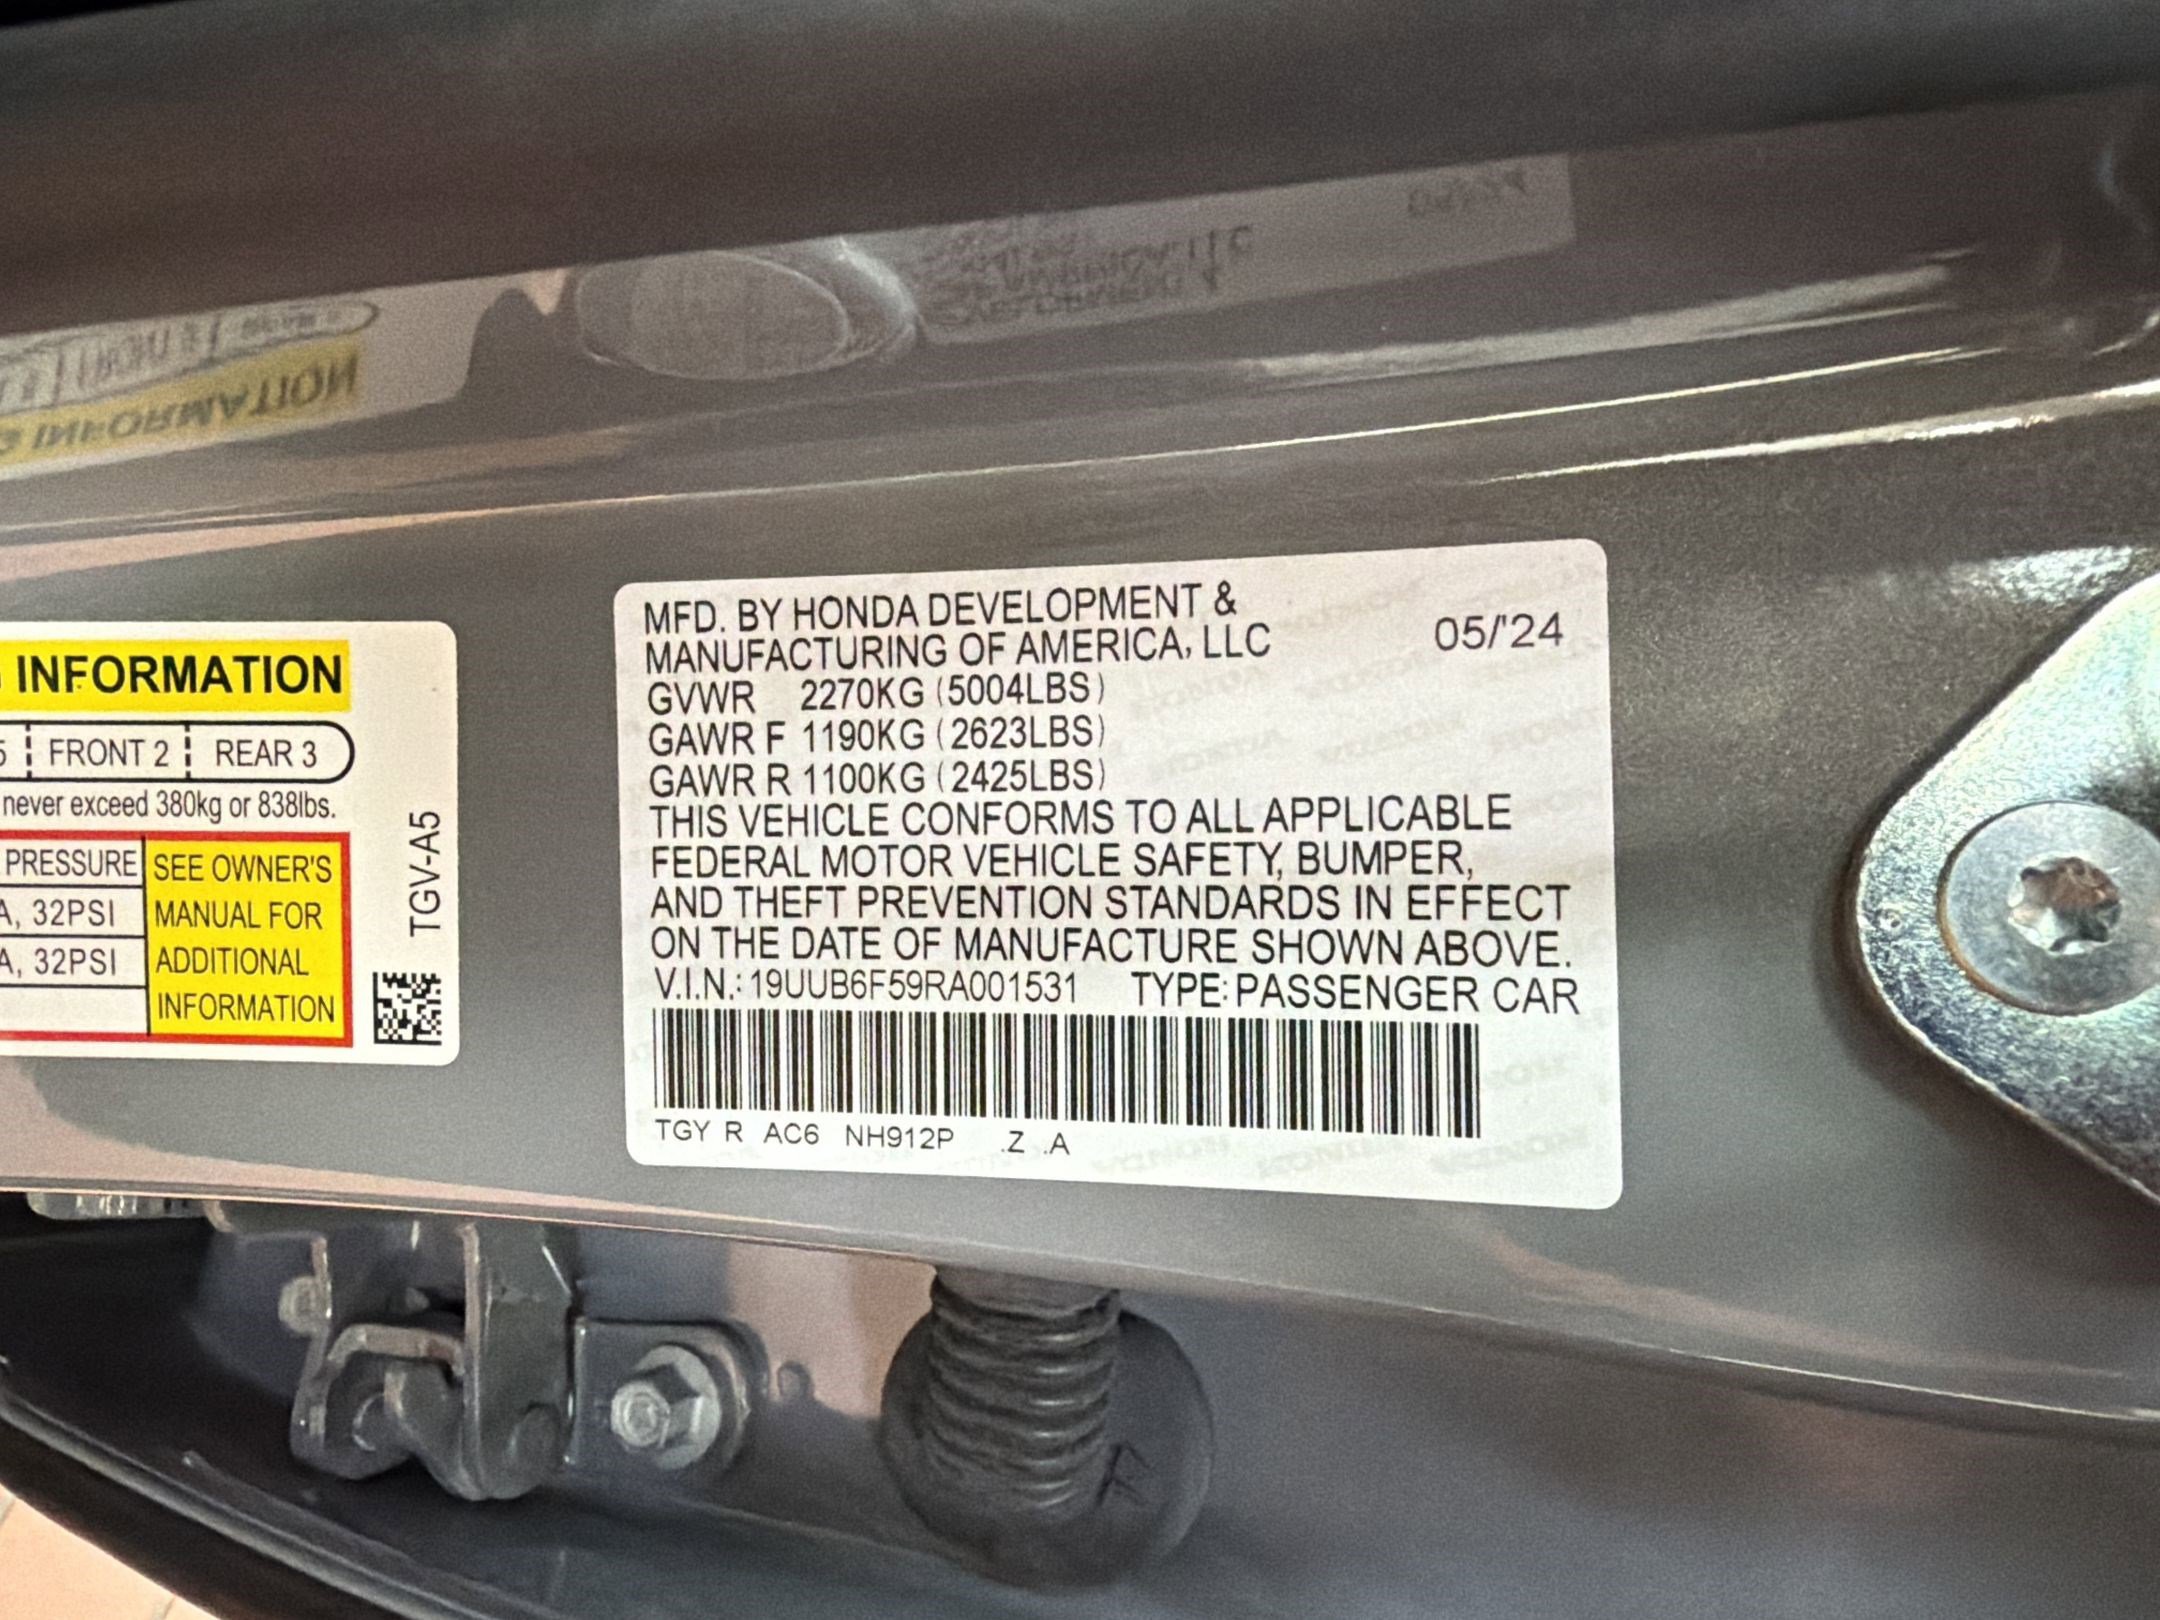 INFORMATION
5 FRONT 2 REAR 3
never exceed 380kg or 838lbs.
PRESSURE
A, 32PSI
A, 32PSI
SEE OWNER'S
MANUAL FOR
ADDITIONAL
INFORMATION
TGV-A5
MFD. BY HONDA DEVELOPMENT &
MANUFACTURING OF AMERICA, LLC
05/'24
GVWR 2270KG (5004LBS)
GAWR F 1190KG (2623LBS)
GAWR R 1100KG (2425LBS)
THIS VEHICLE CONFORMS TO ALL APPLICABLE
FEDERAL MOTOR VEHICLE SAFETY, BUMPER,
AND THEFT PREVENTION STANDARDS IN EFFECT
ON THE DATE OF MANUFACTURE SHOWN ABOVE.
V.I.N.: 19UUB6F59RA001531 TYPE: PASSENGER CAR
TGY R AC6 NH912P .Z .A